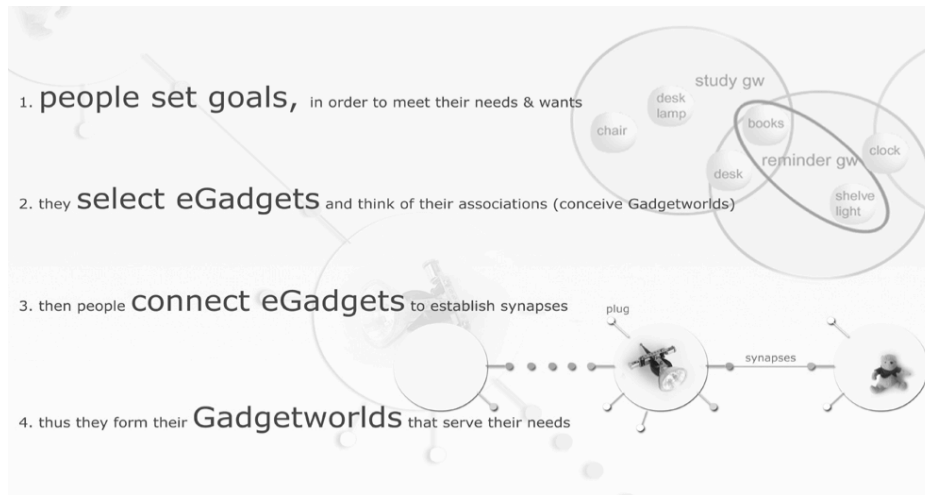 1. people set goals, in order to meet their needs & wants
2. they select eGadgets and think of their associations (conceive Gadgetworlds)
3. then people connect eGadgets to establish synapses
4. thus they form their Gadgetworlds that serve their needs
study gw
desk
lamp
chair
books
desk
reminder gw
clock
shelve
light
plug
synapses